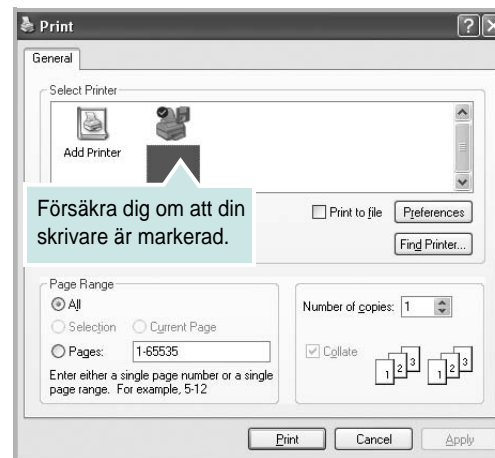 Print
General
Select Printer
Add Printer
Försäkra dig om att din
skrivare är markerad.
Print to file
Preferences
Find Printer...
Page Range
All
Selection
Current Page
Pages:
1-65535
Enter either a single page number or a single
page range. For example, 5-12
Number of copies:
1
Collate
1 2 3 1 2 3
Print
Cancel
Apply